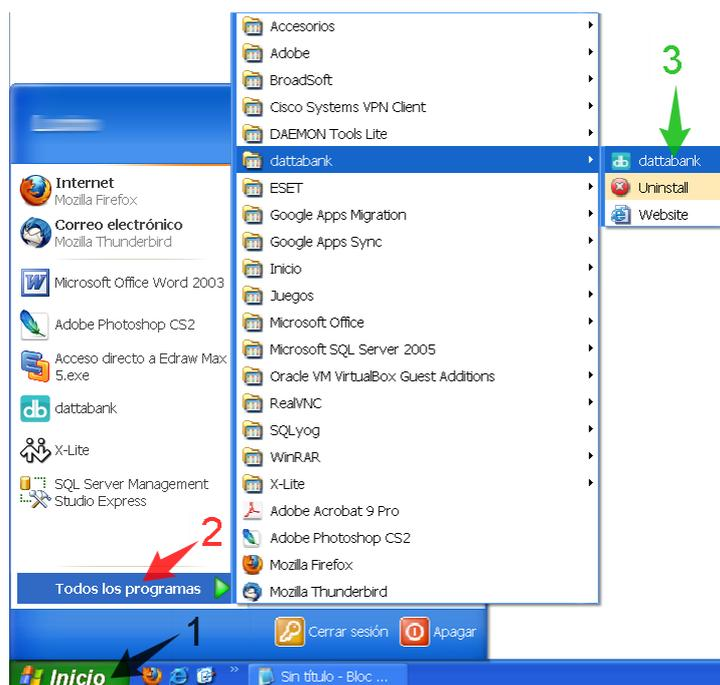 Accesorios
Adobe
BroadSoft
Cisco Systems VPN Client
DAEMON Tools Lite
dattabank
ESET
Google Apps Migration
Google Apps Sync
Inicio
Juegos
Microsoft Office
Microsoft SQL Server 2005
Oracle VM VirtualBox Guest Additions
RealVNC
SQLyog
WinRAR
X-Lite
Adobe Acrobat 9 Pro
Adobe Photoshop CS2
Mozilla Firefox
Mozilla Thunderbird
3
db dattabank
Uninstall
Website
Internet
Mozilla Firefox
Correo electrónico
Mozilla Thunderbird
Microsoft Office Word 2003
Adobe Photoshop CS2
Acceso directo a Edraw Max
5.exe
db dattabank
X-Lite
SQL Server Management
Studio Express
2
Todos los programas
1
Cerrar sesión
Apagar
Inicio
»
Sin título - Bloc ...